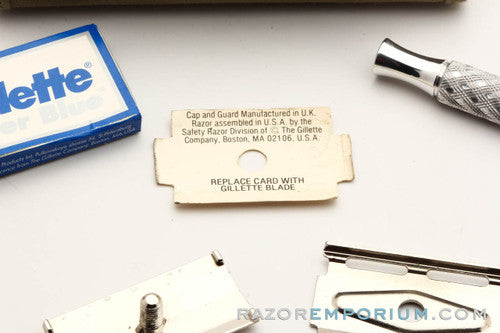 llette
er Blue
Cap and Guard Manufactured in U.K.
Razor assembled in U.S.A. by the
Safety Razor Division of © The Gillette
Company, Boston, MA 02106, U.S.A.
REPLACE CARD WITH
GILLETTE BLADE
RAZOREMPORIUM.COM